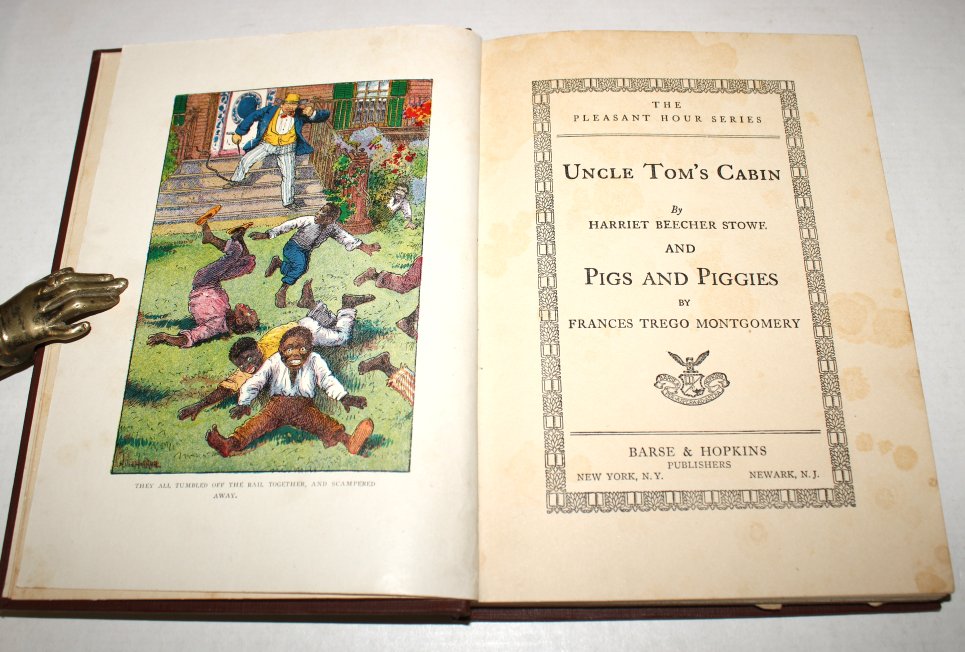 THEY ALL TUMBLED OFF THE RAIL TOGETHER, AND SCAMPERED
AWAY.
THE
PLEASANT HOUR SERIES
UNCLE TOM'S CABIN
By
HARRIET BEECHER STOWE
AND
PIGS AND PIGGIES
BY
FRANCES TREGO MONTGOMERY
BARSE & HOPKINS
PUBLISHERS
NEW YORK, N. Y. NEWARK, N. J.